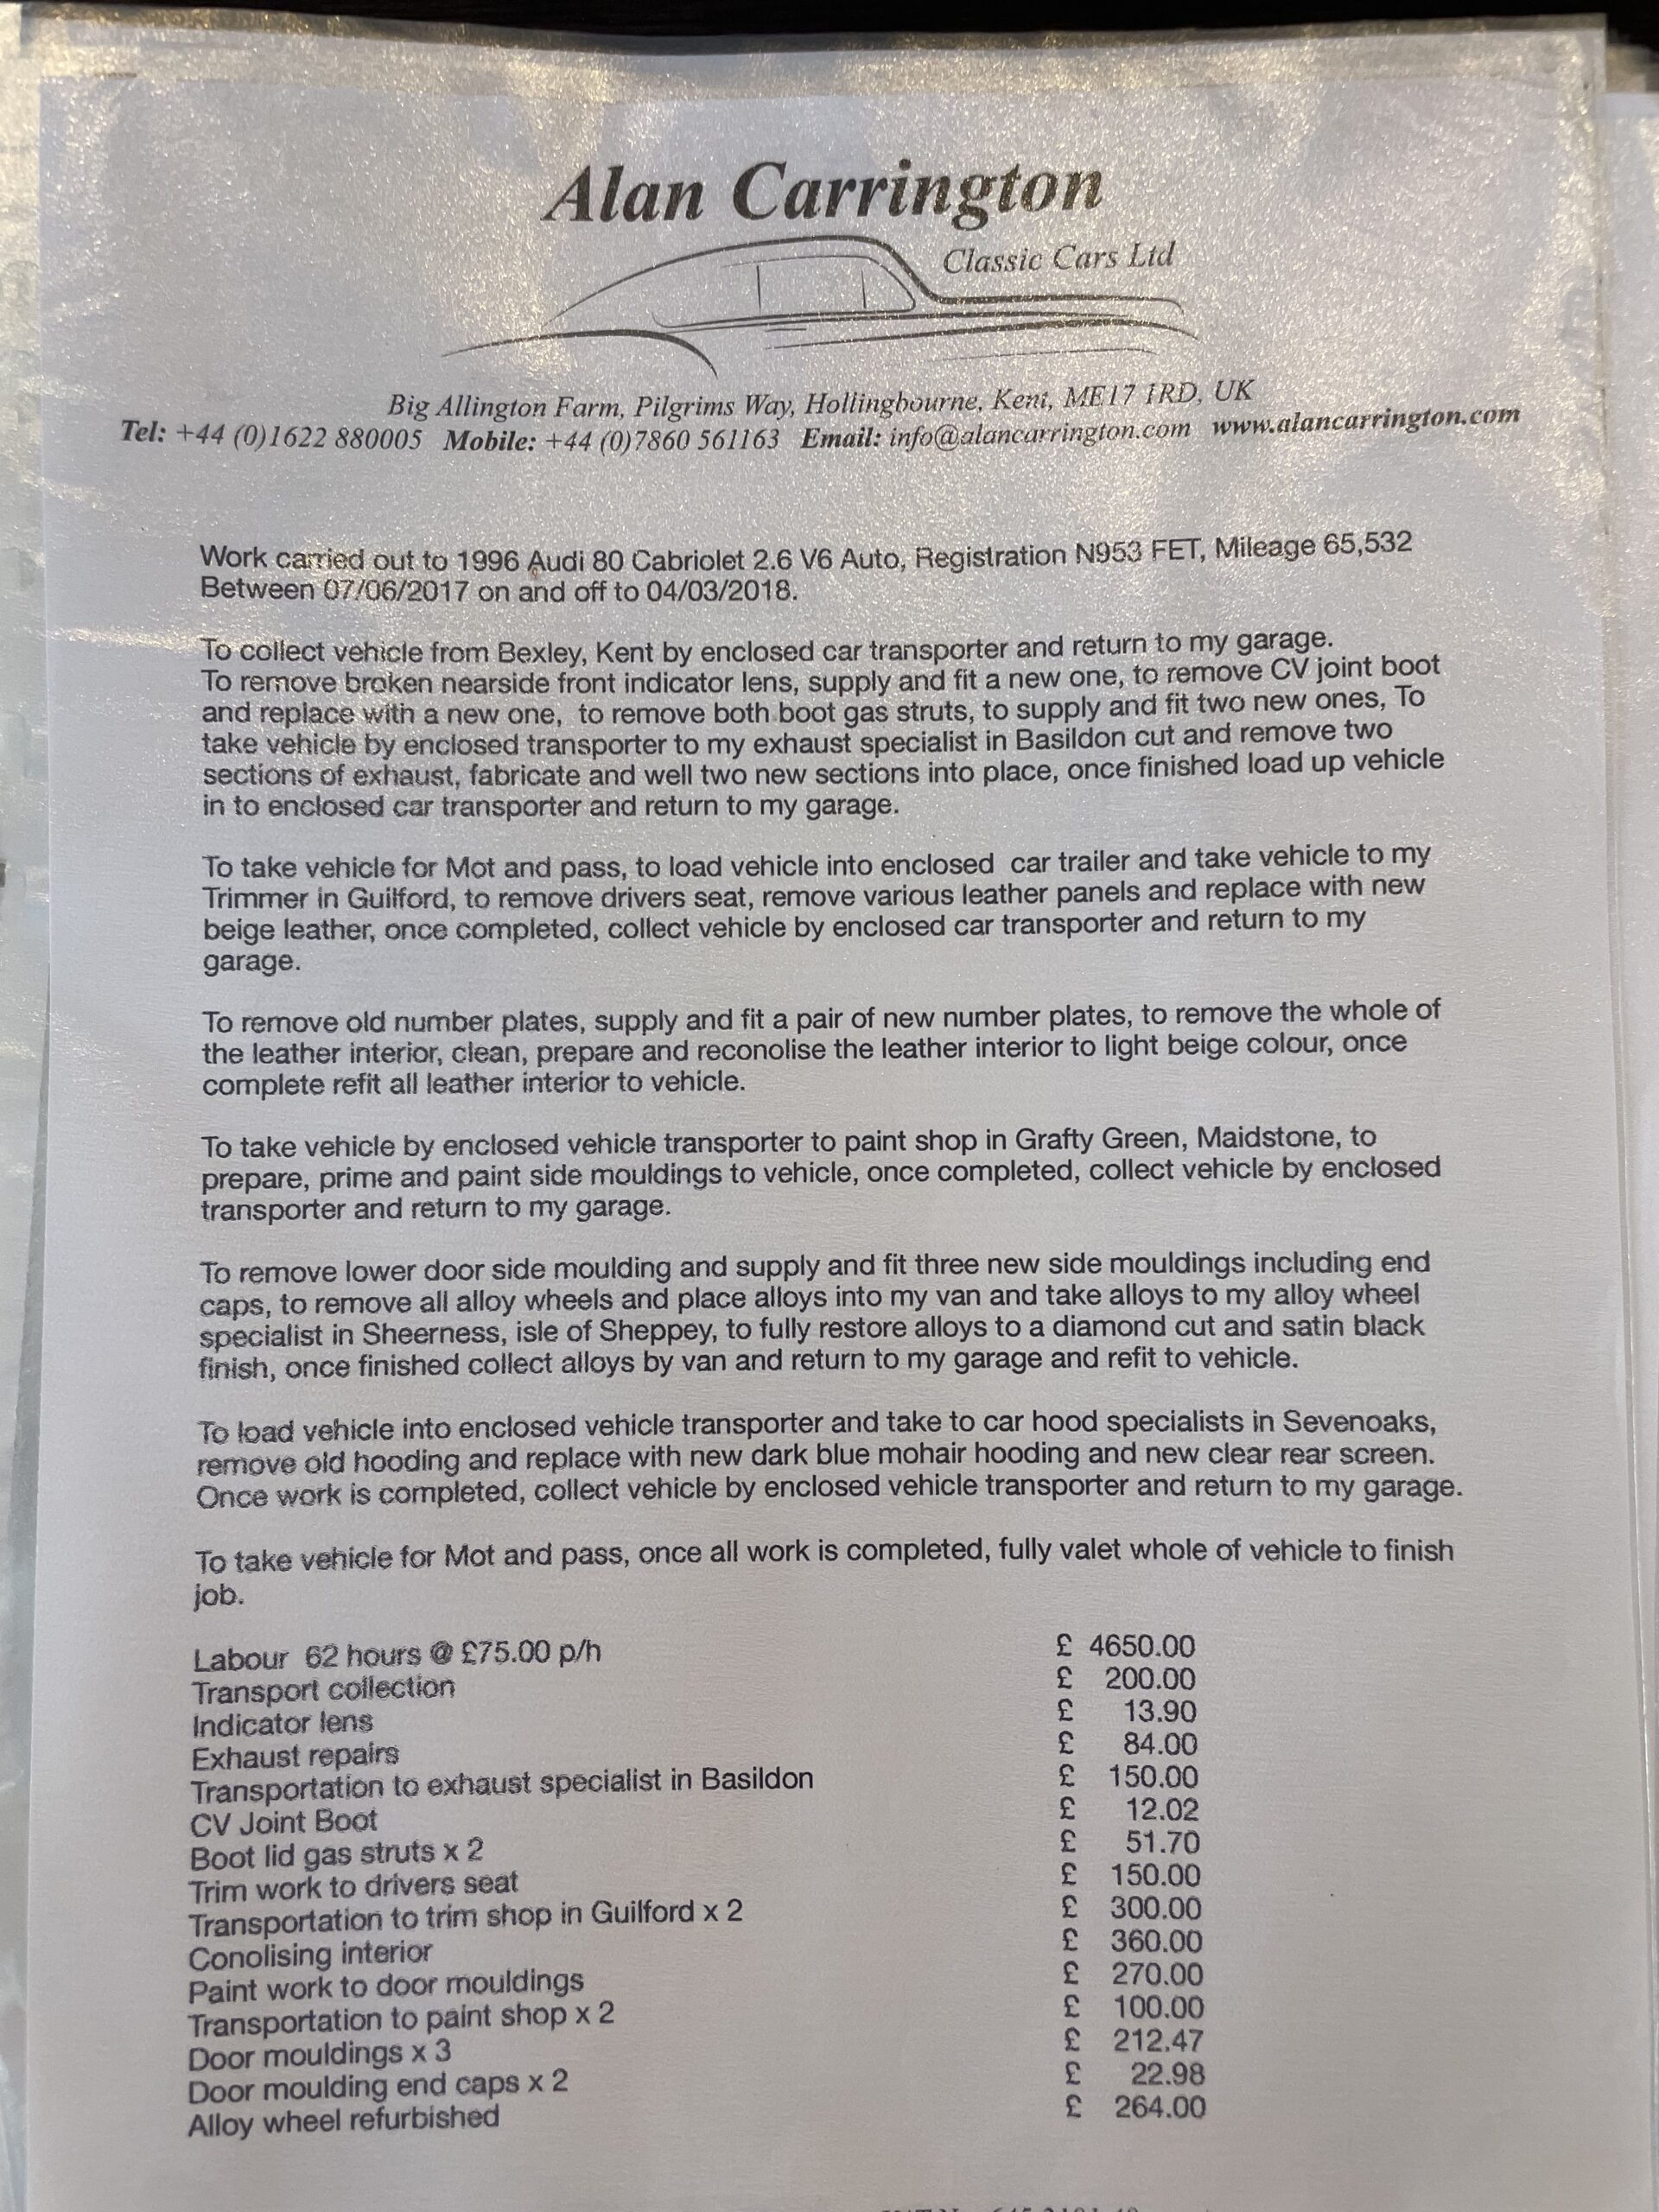 Alan Carrington
Classic Cars Ltd
Big Allington Farm, Pilgrims Way, Hollingbourne, Kent, ME17 1RD, UK
Tel: +44 (0)1622 880005 Mobile: +44 (0)7860 561163 Email: info@alancarrington.com www.alancarrington.com
Work carried out to 1996 Audi 80 Cabriolet 2.6 V6 Auto, Registration N953 FET, Mileage 65,532
Between 07/06/2017 on and off to 04/03/2018.
To collect vehicle from Bexley, Kent by enclosed car transporter and return to my garage.
To remove broken nearside front indicator lens, supply and fit a new one, to remove CV joint boot
and replace with a new one, to remove both boot gas struts, to supply and fit two new ones, To
take vehicle by enclosed transporter to my exhaust specialist in Basildon cut and remove two
sections of exhaust, fabricate and well two new sections into place, once finished load up vehicle
in to enclosed car transporter and return to my garage.
To take vehicle for Mot and pass, to load vehicle into enclosed car trailer and take vehicle to my
Trimmer in Guilford, to remove drivers seat, remove various leather panels and replace with new
beige leather, once completed, collect vehicle by enclosed car transporter and return to my
garage.
To remove old number plates, supply and fit a pair of new number plates, to remove the whole of
the leather interior, clean, prepare and reconolise the leather interior to light beige colour, once
complete refit all leather interior to vehicle.
To take vehicle by enclosed vehicle transporter to paint shop in Grafty Green, Maidstone, to
prepare, prime and paint side mouldings to vehicle, once completed, collect vehicle by enclosed
transporter and return to my garage.
To remove lower door side moulding and supply and fit three new side mouldings including end
caps, to remove all alloy wheels and place alloys into my van and take alloys to my alloy wheel
specialist in Sheerness, isle of Sheppey, to fully restore alloys to a diamond cut and satin black
finish, once finished collect alloys by van and return to my garage and refit to vehicle.
To load vehicle into enclosed vehicle transporter and take to car hood specialists in Sevenoaks,
remove old hooding and replace with new dark blue mohair hooding and new clear rear screen.
Once work is completed, collect vehicle by enclosed vehicle transporter and return to my garage.
To take vehicle for Mot and pass, once all work is completed, fully valet whole of vehicle to finish
job.
Labour 62 hours @ £75.00 p/h £ 4650.00
Transport collection £ 200.00
Indicator lens £ 13.90
Exhaust repairs £ 84.00
Transportation to exhaust specialist in Basildon £ 150.00
CV Joint Boot £ 12.02
Boot lid gas struts x 2 £ 51.70
Trim work to drivers seat £ 150.00
Transportation to trim shop in Guilford x 2 £ 300.00
Conolising interior £ 360.00
Paint work to door mouldings £ 270.00
Transportation to paint shop x 2 £ 100.00
Door mouldings x 3 £ 212.47
Door moulding end caps x 2 £ 22.98
Alloy wheel refurbished £ 264.00